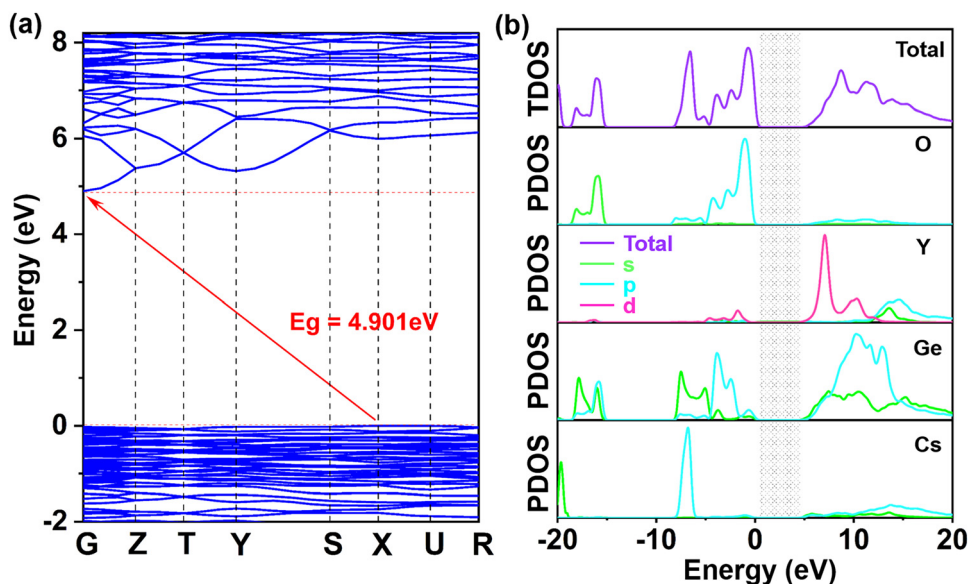 (a)
8
6
4
2
0
-2
Energy (eV)
Eg = 4.901eV
G Z T Y S X U R
(b)
TDOS
Total
PDOS
O
PDOS
Y
Total
s
p
d
PDOS
Ge
PDOS
Cs
-20 -10 0 10 20
Energy (eV)